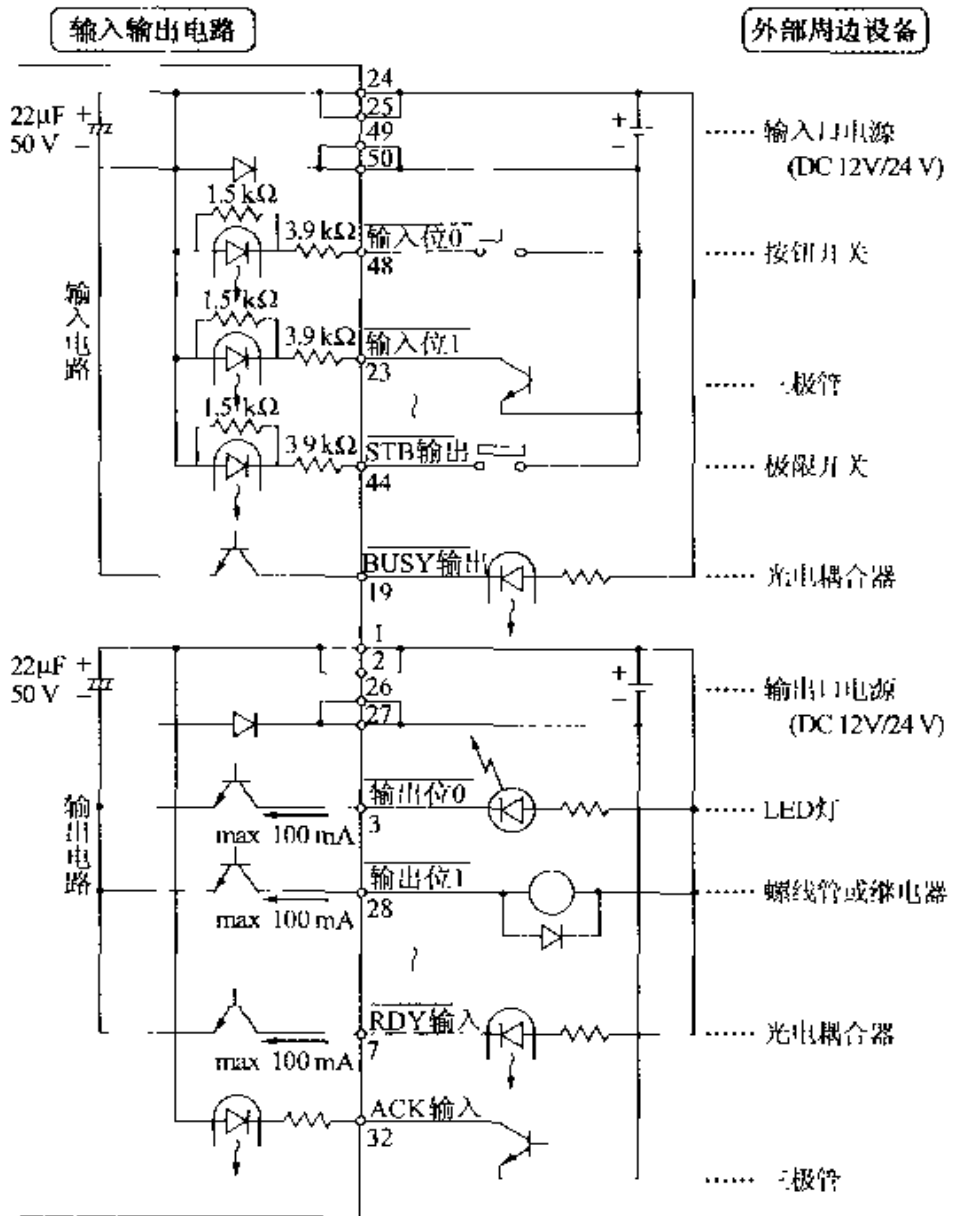 输入输出电路
外部周边设备
24
25
49
50
22μF +
50 V −
+
−
······ 输入口电源
(DC 12V/24 V)
1.5 kΩ
3.9 kΩ
输入位0
48
······ 按钮开关
输入电路
1.5 kΩ
3.9 kΩ
输入位1
23
······ 三极管
1.5 kΩ
3.9 kΩ
STB输出
44
······ 极限开关
BUSY输出
19
······ 光电耦合器
1
2
26
27
22μF +
50 V −
+
−
······ 输出口电源
(DC 12V/24 V)
输出电路
输出位0
3
max 100 mA
······ LED灯
输出位1
28
max 100 mA
······ 螺线管或继电器
RDY输入
7
max 100 mA
······ 光电耦合器
ACK输入
32
······ 三极管